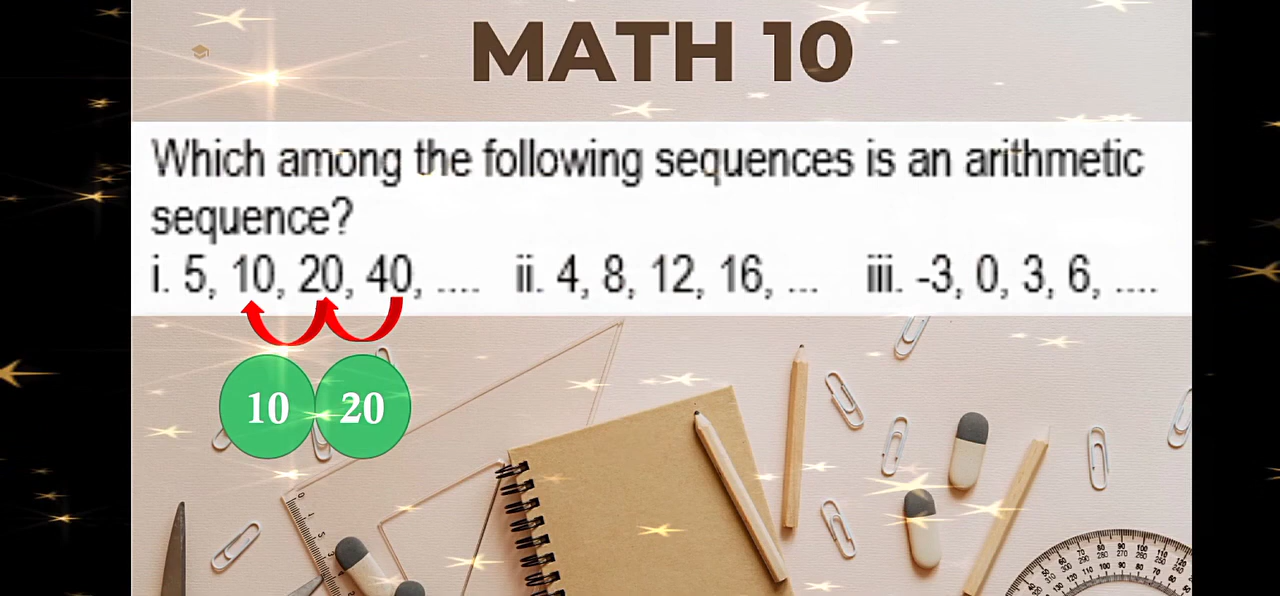 MATH 10
Which among the following sequences is an arithmetic
sequence?
i. 5, 10, 20, 40, .... ii. 4, 8, 12, 16, ... iii. -3, 0, 3, 6, ....
10 20